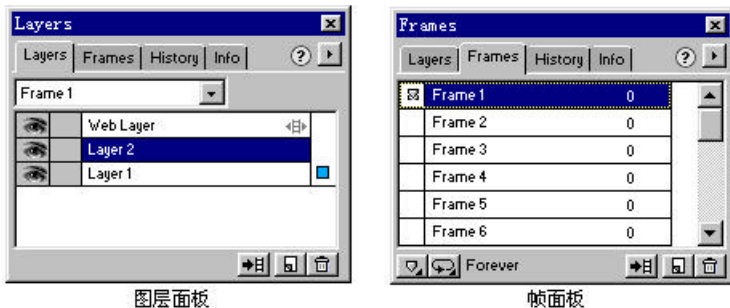 Layers
Layers Frames History Info ?
Frame 1
Web Layer
Layer 2
Layer 1
图层面板
Frames
Layers Frames History Info ?
Frame 1 0
Frame 2 0
Frame 3 0
Frame 4 0
Frame 5 0
Frame 6 0
Forever
帧面板